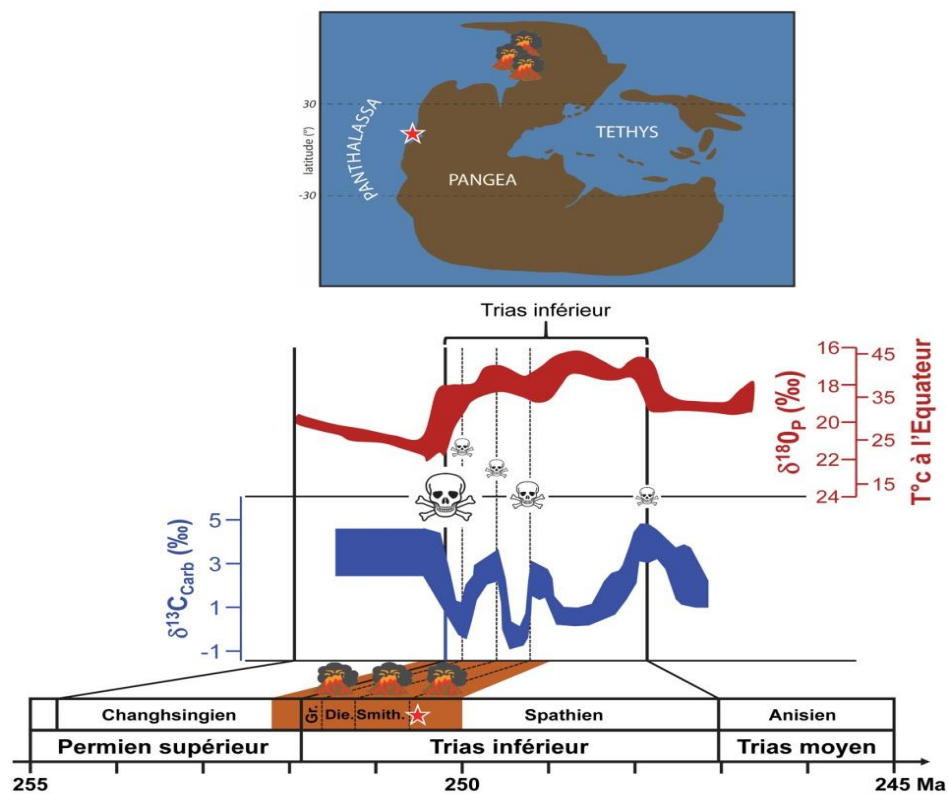 30
latitude (°)
-30
PANTHALASSA
PANGEA
TETHYS
Trias inférieur
16
18
20
22
24
δ¹⁸Oₚ (‰)
45
35
25
15
T°c à l'Equateur
5
3
1
-1
δ¹³C_Carb (‰)
Changhsingien
Gr.
Die.
Smith.
Spathien
Anisien
Permien supérieur
Trias inférieur
Trias moyen
255
250
245 Ma